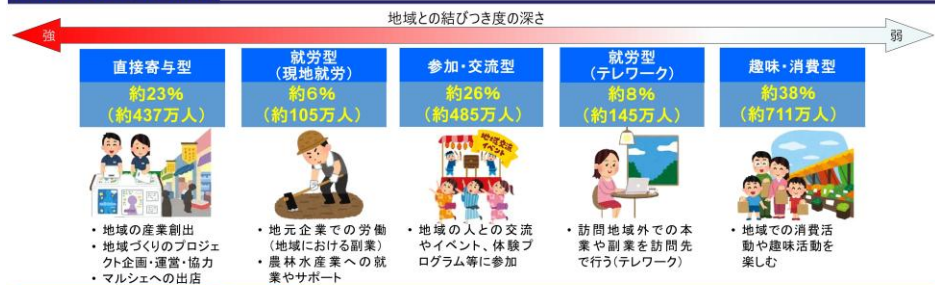 地域との結びつき度の深さ
強
弱
直接寄与型
約23%
(約437万人)
・ 地域の産業創出
・ 地域づくりのプロジェ
クト企画・運営・協力
・ マルシェへの出店
就労型
(現地就労)
約6%
(約105万人)
・ 地元企業での労働
(地域における副業)
・ 農林水産業への就
業やサポート
参加・交流型
約26%
(約485万人)
地域交流
イベント
・ 地域の人との交流
やイベント、体験プ
ログラム等に参加
就労型
(テレワーク)
約8%
(約145万人)
・ 訪問地域外での本
業や副業を訪問先
で行う(テレワーク)
趣味・消費型
約38%
(約711万人)
・ 地域での消費活
動や趣味活動を
楽しむ